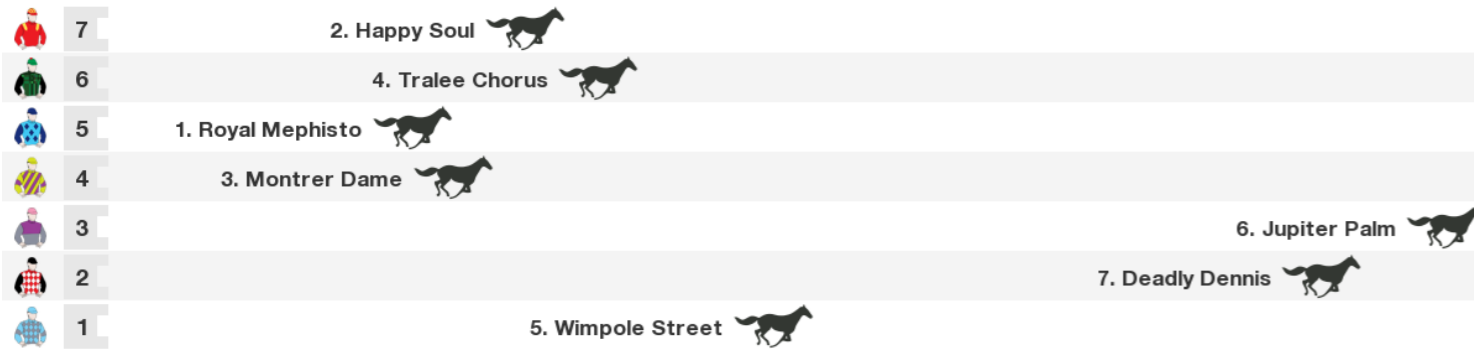 7 2. Happy Soul
6 4. Tralee Chorus
5 1. Royal Mephisto
4 3. Montrer Dame
3 6. Jupiter Palm
2 7. Deadly Dennis
1 5. Wimpole Street